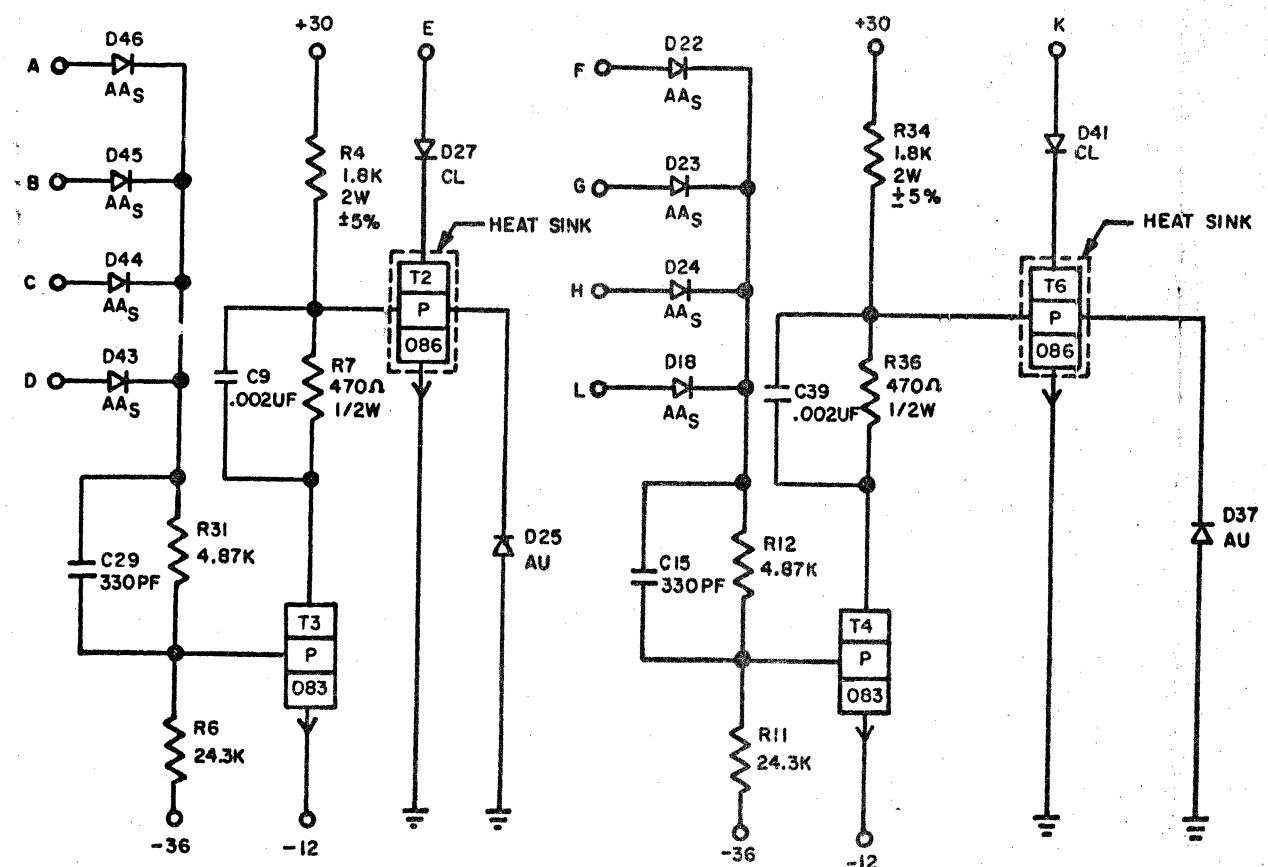 A
D46
AAS
B
D45
AAS
C
D44
AAS
D
D43
AAS
+30
R4
1.8K
2W
±5%
E
D27
CL
HEAT SINK
T2
P
086
C9
.002UF
R7
470Ω
1/2W
C29
330PF
R31
4.87K
D25
AU
T3
P
083
R6
24.3K
-36
-12
F
D22
AAS
G
D23
AAS
H
D24
AAS
L
D18
AAS
+30
R34
1.8K
2W
±5%
K
D41
CL
HEAT SINK
T6
P
086
C39
.002UF
R36
470Ω
1/2W
C15
330PF
R12
4.87K
D37
AU
T4
P
083
R11
24.3K
-36
-12